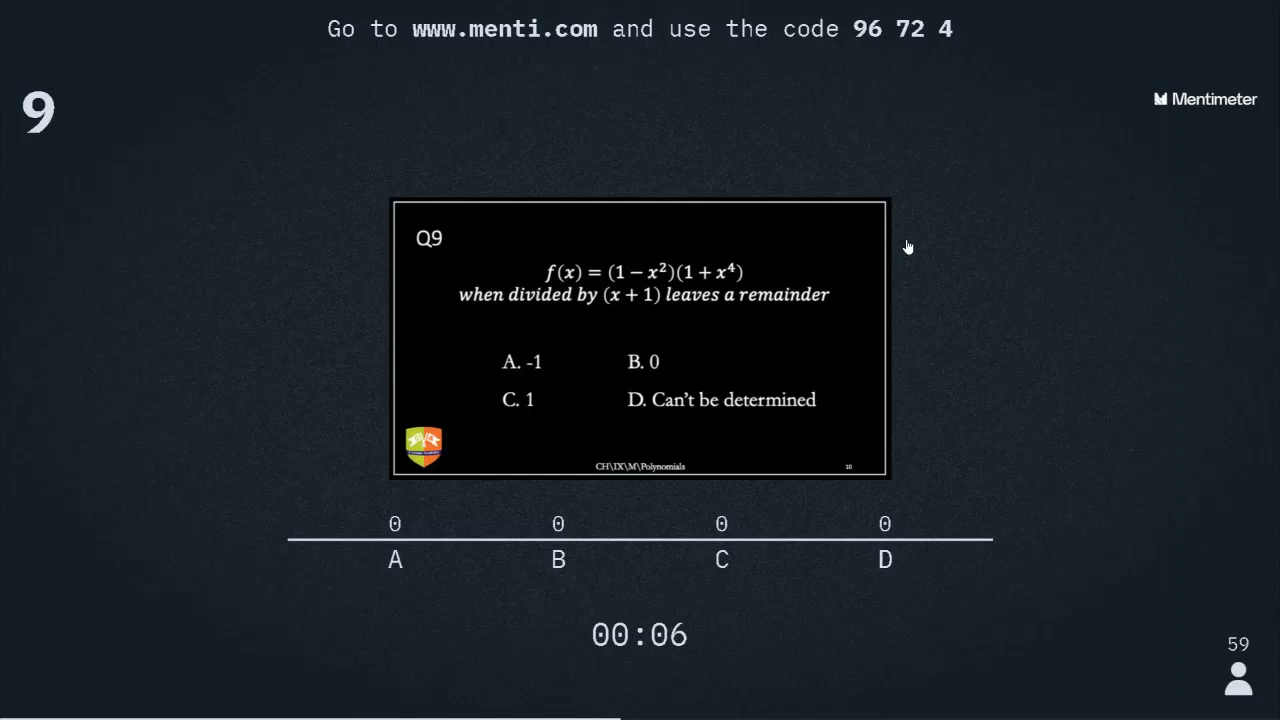 Go to www.menti.com and use the code 96 72 4
9
Mentimeter
Q9
f(x) = (1 − x²)(1 + x⁴)
when divided by (x + 1) leaves a remainder
A. -1 B. 0
C. 1 D. Can't be determined
CH\IX\M\Polynomials 10
0 0 0 0
A B C D
00:06
59